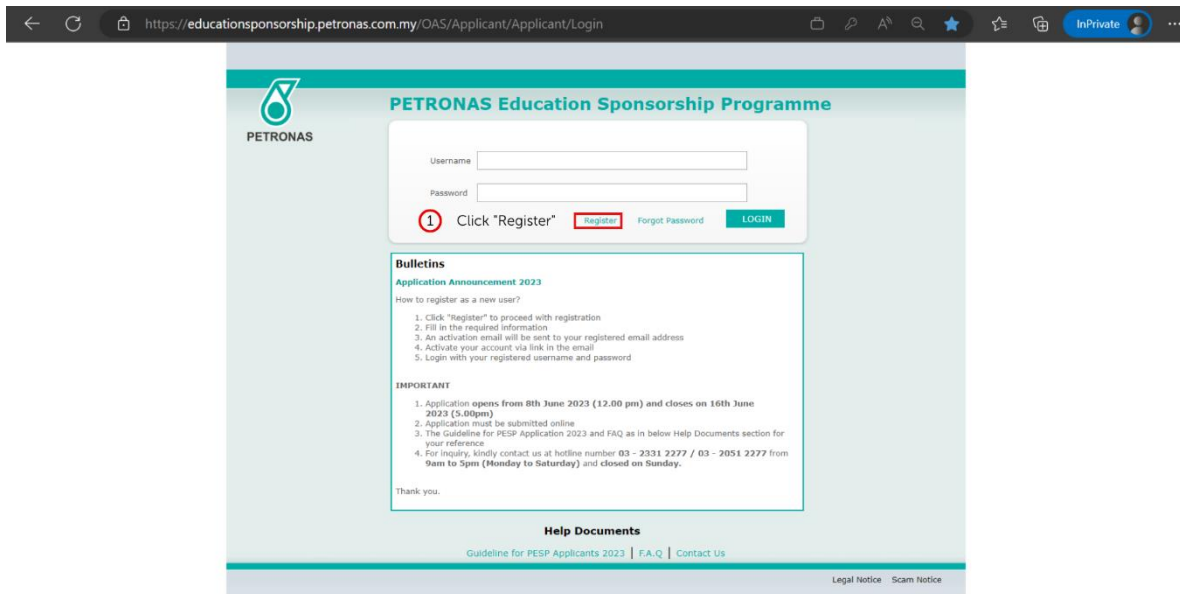 https://educationsponsorship.petronas.com.my/OAS/Applicant/Applicant/Login
InPrivate
PETRONAS
PETRONAS Education Sponsorship Programme
Username
Password
1 Click "Register" Register Forgot Password LOGIN
Bulletins
Application Announcement 2023
How to register as a new user?
1. Click "Register" to proceed with registration
2. Fill in the required information
3. An activation email will be sent to your registered email address
4. Activate your account via link in the email
5. Login with your registered username and password
IMPORTANT
1. Application opens from 8th June 2023 (12.00 pm) and closes on 16th June
2023 (5.00pm)
2. Application must be submitted online
3. The Guideline for PESP Application 2023 and FAQ as in below Help Documents section for
your reference
4. For inquiry, kindly contact us at hotline number 03 - 2331 2277 / 03 - 2051 2277 from
9am to 5pm (Monday to Saturday) and closed on Sunday.
Thank you.
Help Documents
Guideline for PESP Applicants 2023 | F.A.Q | Contact Us
Legal Notice Scam Notice